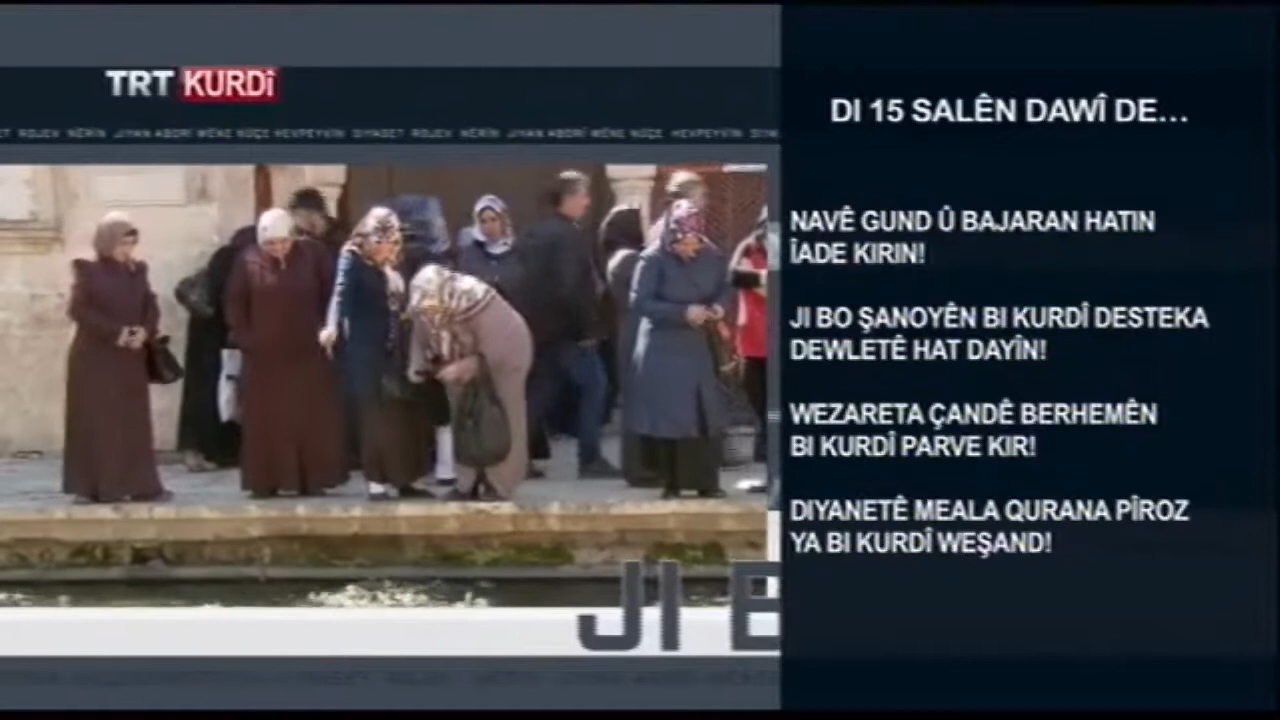 TRT KURDÎ
DI 15 SALÊN DAWÎ DE...
NAVÊ GUND Û BAJARAN HATIN
ÎADE KIRIN!
JI BO ŞANOYÊN BI KURDÎ DESTEKA
DEWLETÊ HAT DAYÎN!
WEZARETA ÇANDÊ BERHEMÊN
BI KURDÎ PARVE KIR!
DIYANETÊ MEALA QURANA PÎROZ
YA BI KURDÎ WEŞAND!
JI B